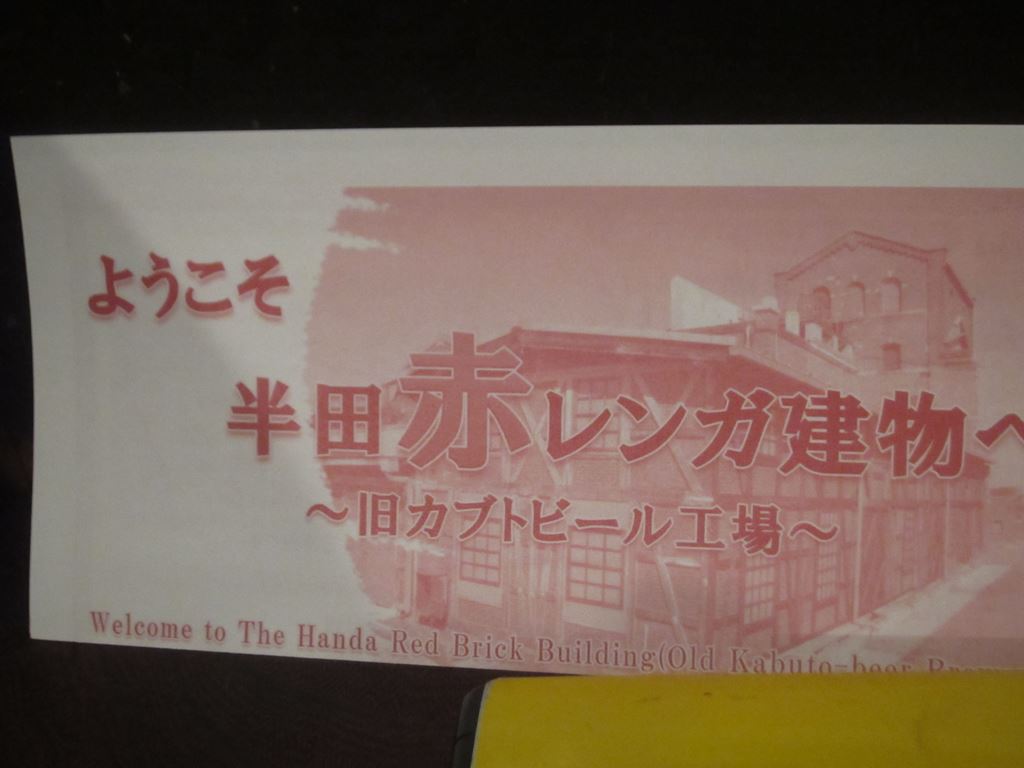 ようこそ
半田赤レンガ建物へ
～旧カブトビール工場～
Welcome to The Handa Red Brick Building(Old Kabuto-beer